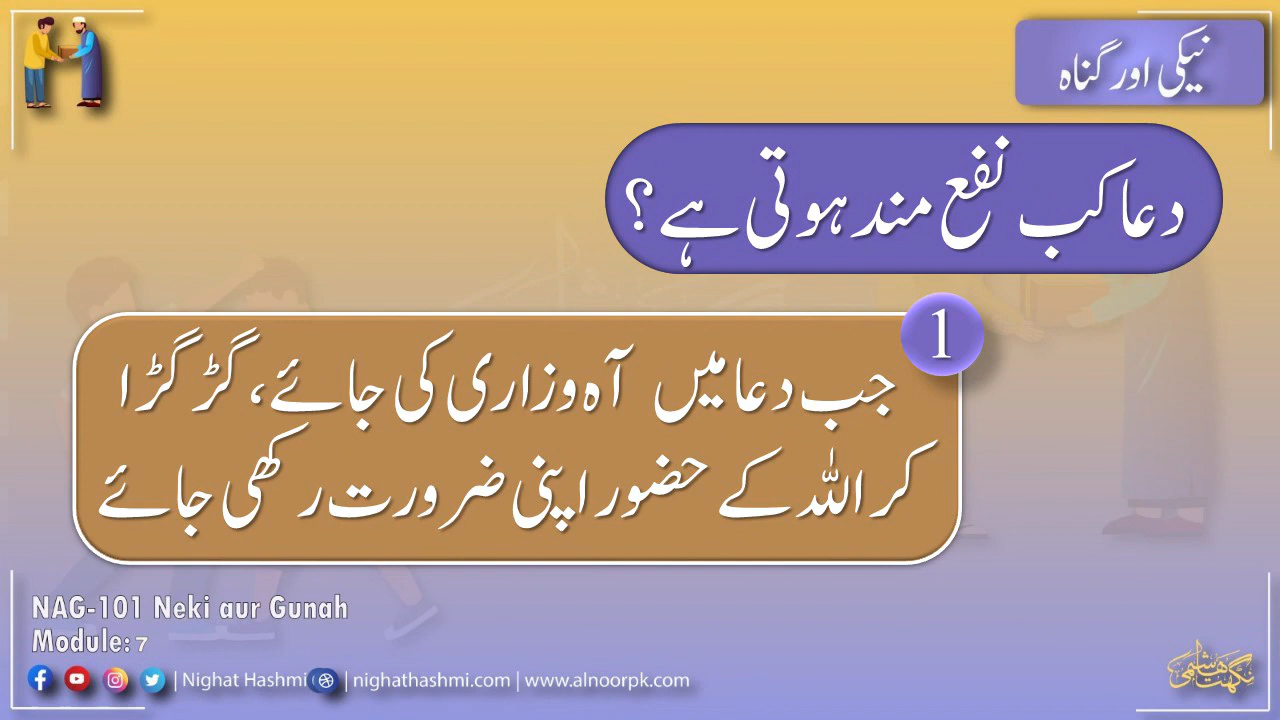 نیکی اور گناہ
دعا کب نفع مند ہوتی ہے؟
1
جب دعا میں آہ وزاری کی جائے، گڑ گڑا
کر اللہ کے حضور اپنی ضرورت رکھی جائے
NAG-101 Neki aur Gunah
Module: 7
| Nighat Hashmi | nighathashmi.com | www.alnoorpk.com
نگہت ہاشمی